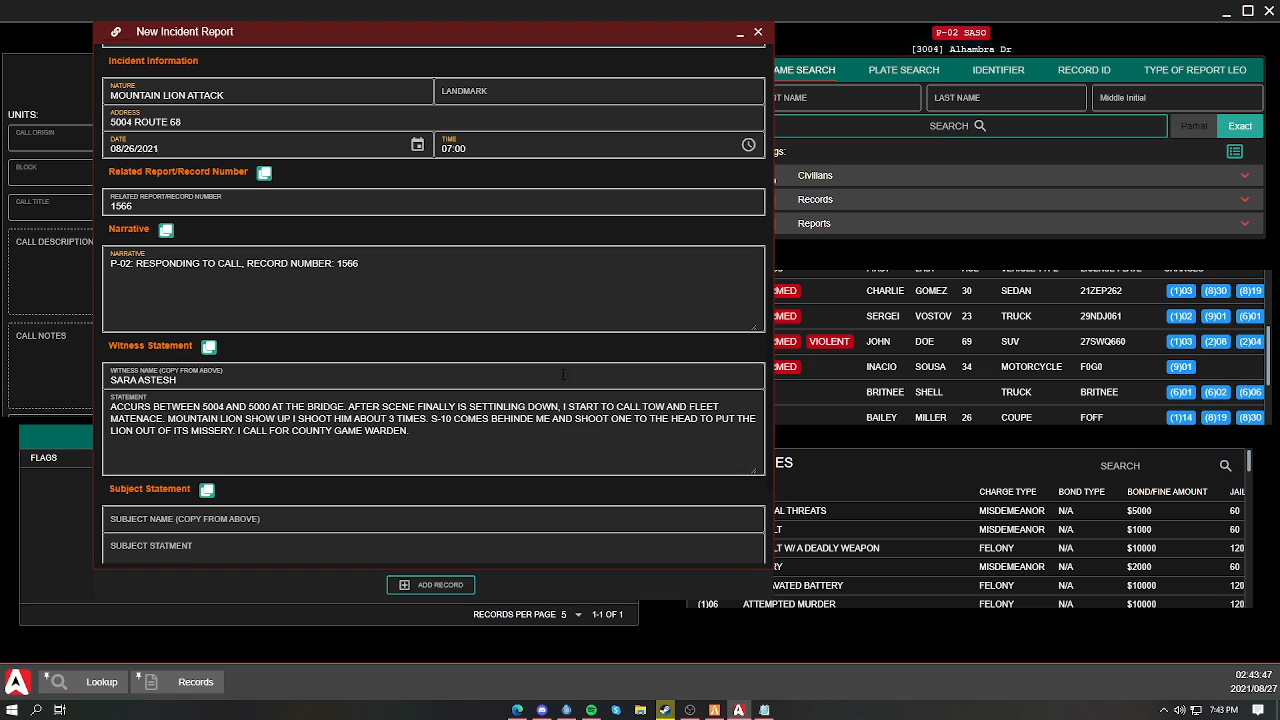 New Incident Report
P-02 SASO
[3004] Alhambra Dr
Incident Information
NATURE
MOUNTAIN LION ATTACK
LANDMARK
ADDRESS
5004 ROUTE 68
DATE
08/26/2021
TIME
07:00
Related Report/Record Number
RELATED REPORT/RECORD NUMBER
1566
Narrative
NARRATIVE
P-02: RESPONDING TO CALL, RECORD NUMBER: 1566
Witness Statement
WITNESS NAME (COPY FROM ABOVE)
SARA ASTESH
STATEMENT
ACCURS BETWEEN 5004 AND 5000 AT THE BRIDGE. AFTER SCENE FINALLY IS SETTINLING DOWN, I START TO CALL TOW AND FLEET
MATENACE. MOUNTAIN LION SHOW UP I SHOOT HIM ABOUT 3 TIMES. S-10 COMES BEHINDE ME AND SHOOT ONE TO THE HEAD TO PUT THE
LION OUT OF ITS MISSERY. I CALL FOR COUNTY GAME WARDEN.
Subject Statement
SUBJECT NAME (COPY FROM ABOVE)
SUBJECT STATMENT
ADD RECORD
UNITS:
CALL ORIGIN
BLOCK
CALL TITLE
CALL DESCRIPTION
CALL NOTES
FLAGS
RECORDS PER PAGE 5 1-1 OF 1
AME SEARCH PLATE SEARCH IDENTIFIER RECORD ID TYPE OF REPORT LEO
T NAME LAST NAME Middle Initial
SEARCH Partial Exact
gs:
Civilians
Records
Reports
RMED CHARLIE GOMEZ 30 SEDAN 21ZEP262 (1)03 (8)30 (8)19
RMED SERGEI VOSTOV 23 TRUCK 29NDJ061 (1)02 (9)01 (6)01
RMED VIOLENT JOHN DOE 69 SUV 27SWQ660 (1)03 (2)08 (2)04
RMED INACIO SOUSA 34 MOTORCYCLE F0G0 (9)01
BRITNEE SHELL TRUCK BRITNEE (6)01 (6)02 (6)06
BAILEY MILLER 26 COUPE FOFF (1)14 (8)19 (8)30
ES SEARCH
CHARGE TYPE BOND TYPE BOND/FINE AMOUNT JAIL
AL THREATS MISDEMEANOR N/A $5000 60
LT MISDEMEANOR N/A $1000 60
LT W/ A DEADLY WEAPON FELONY N/A $10000 120
RY MISDEMEANOR N/A $2000 60
VATED BATTERY FELONY N/A $10000 120
(1)06 ATTEMPTED MURDER FELONY N/A $10000 120
Lookup Records
02:43:47
2021/08/27
7:43 PM